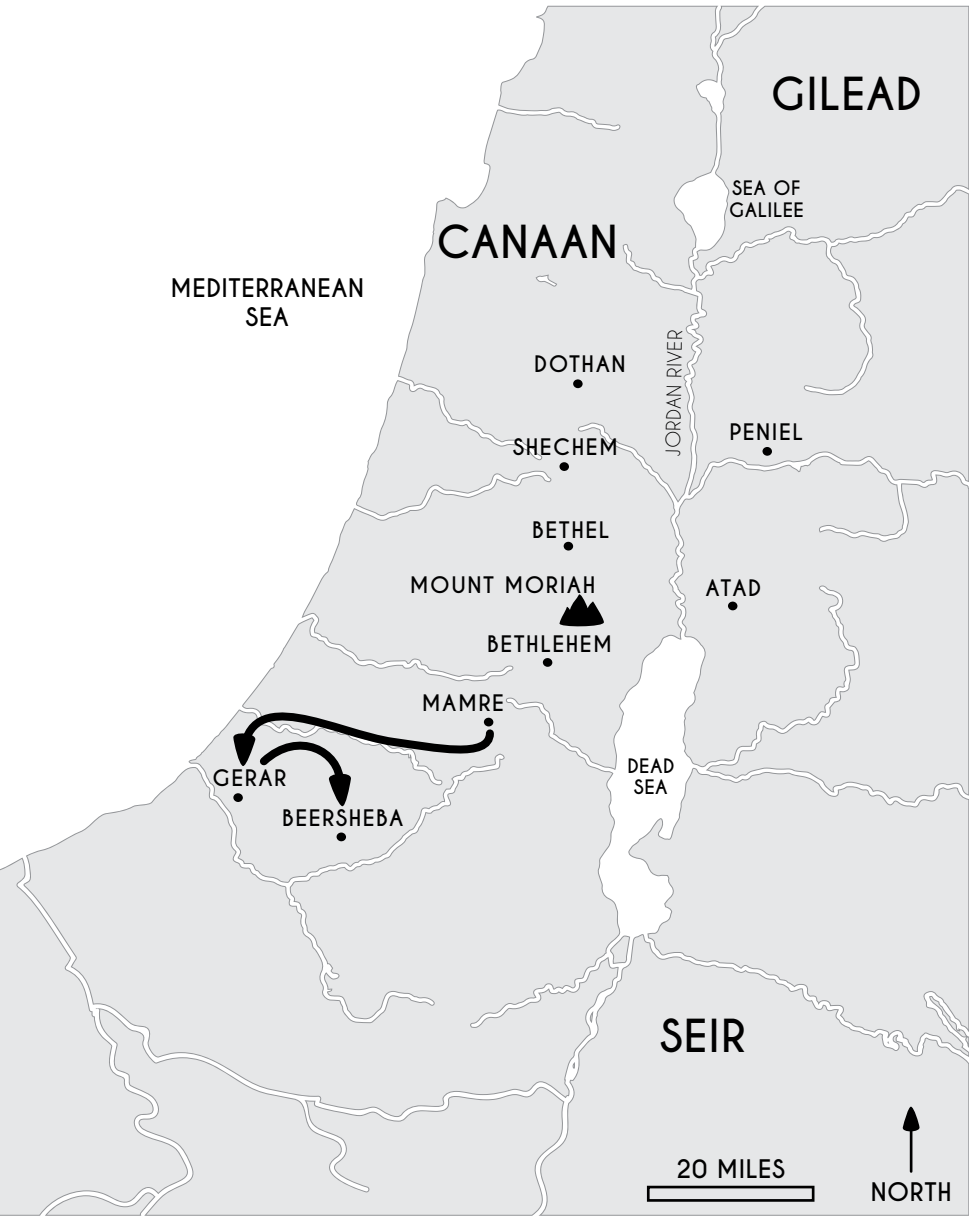 GILEAD
SEA OF
GALILEE
CANAAN
MEDITERRANEAN
SEA
JORDAN RIVER
DOTHAN
PENIEL
SHECHEM
BETHEL
MOUNT MORIAH
ATAD
BETHLEHEM
MAMRE
DEAD
SEA
GERAR
BEERSHEBA
SEIR
20 MILES
NORTH